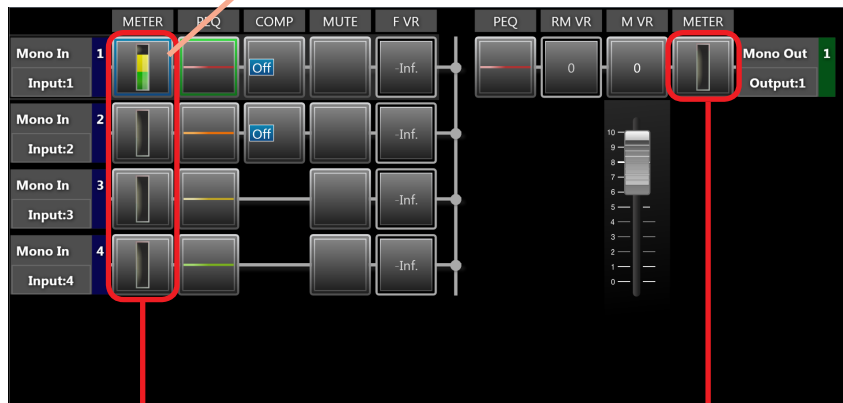 METER PEQ COMP MUTE F VR PEQ RM VR M VR METER
Mono In 1 Off -Inf. 0 0 Mono Out 1
Input:1 Output:1
Mono In 2 Off -Inf.
Input:2
Mono In 3 -Inf.
Input:3
Mono In 4 -Inf.
Input:4
10
9
8
7
6
5
4
3
2
1
0